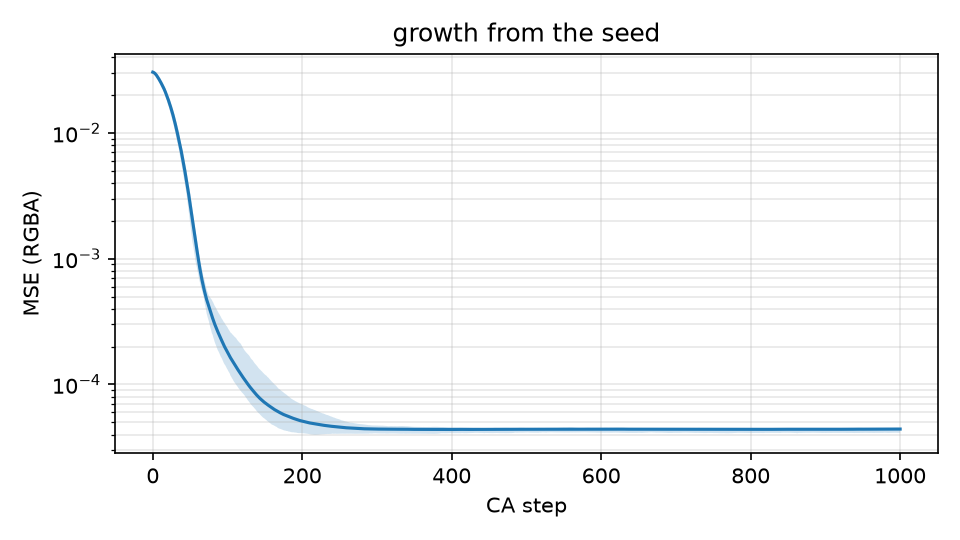 growth from the seed
MSE (RGBA)
10⁻²
10⁻³
10⁻⁴
0 200 400 600 800 1000
CA step